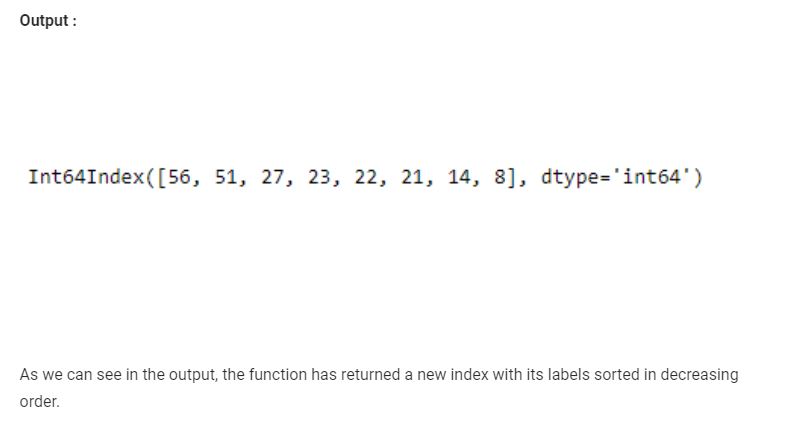 Output :
Int64Index([56, 51, 27, 23, 22, 21, 14, 8], dtype='int64')
As we can see in the output, the function has returned a new index with its labels sorted in decreasing
order.